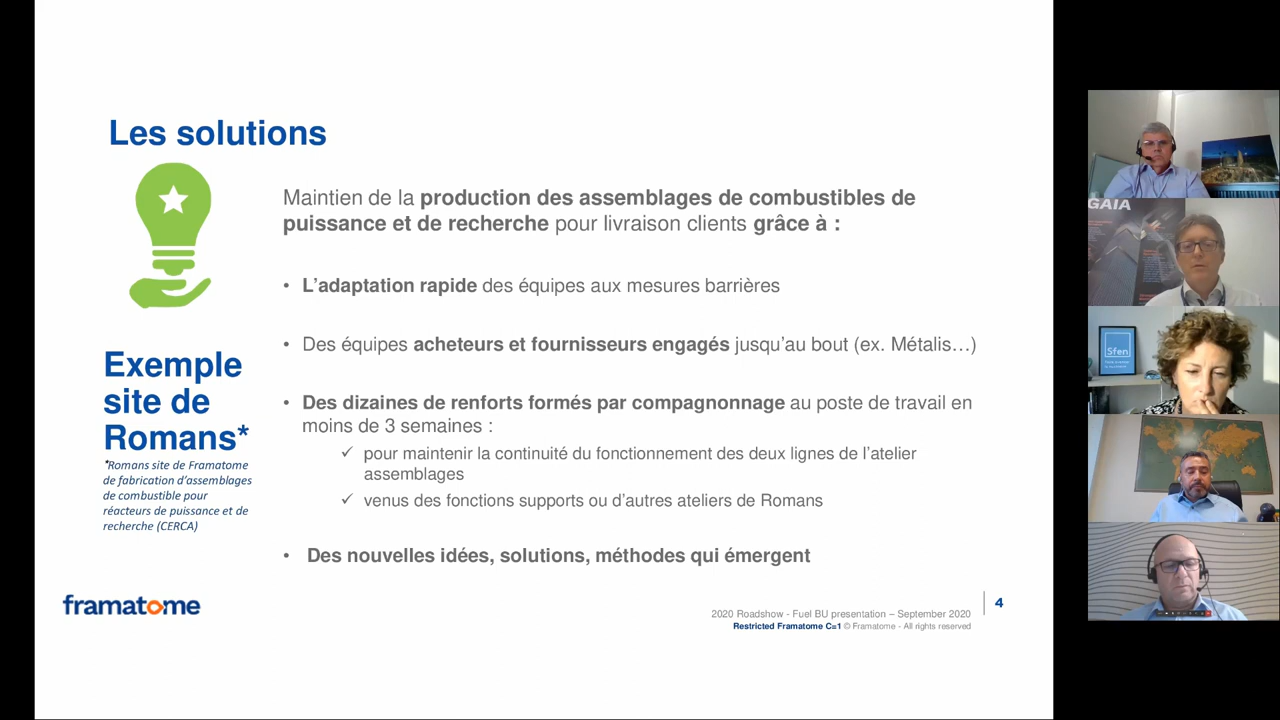 Les solutions
Maintien de la production des assemblages de combustibles de
puissance et de recherche pour livraison clients grâce à :
• L'adaptation rapide des équipes aux mesures barrières
• Des équipes acheteurs et fournisseurs engagés jusqu'au bout (ex. Métalis…)
• Des dizaines de renforts formés par compagnonnage au poste de travail en
moins de 3 semaines :
✓ pour maintenir la continuité du fonctionnement des deux lignes de l'atelier
assemblages
✓ venus des fonctions supports ou d'autres ateliers de Romans
• Des nouvelles idées, solutions, méthodes qui émergent
Exemple
site de
Romans*
*Romans site de Framatome
de fabrication d'assemblages
de combustible pour
réacteurs de puissance et de
recherche (CERCA)
framatome
2020 Roadshow - Fuel BU presentation – September 2020
Restricted Framatome C=1 © Framatome - All rights reserved
4
GAIA
Sfen